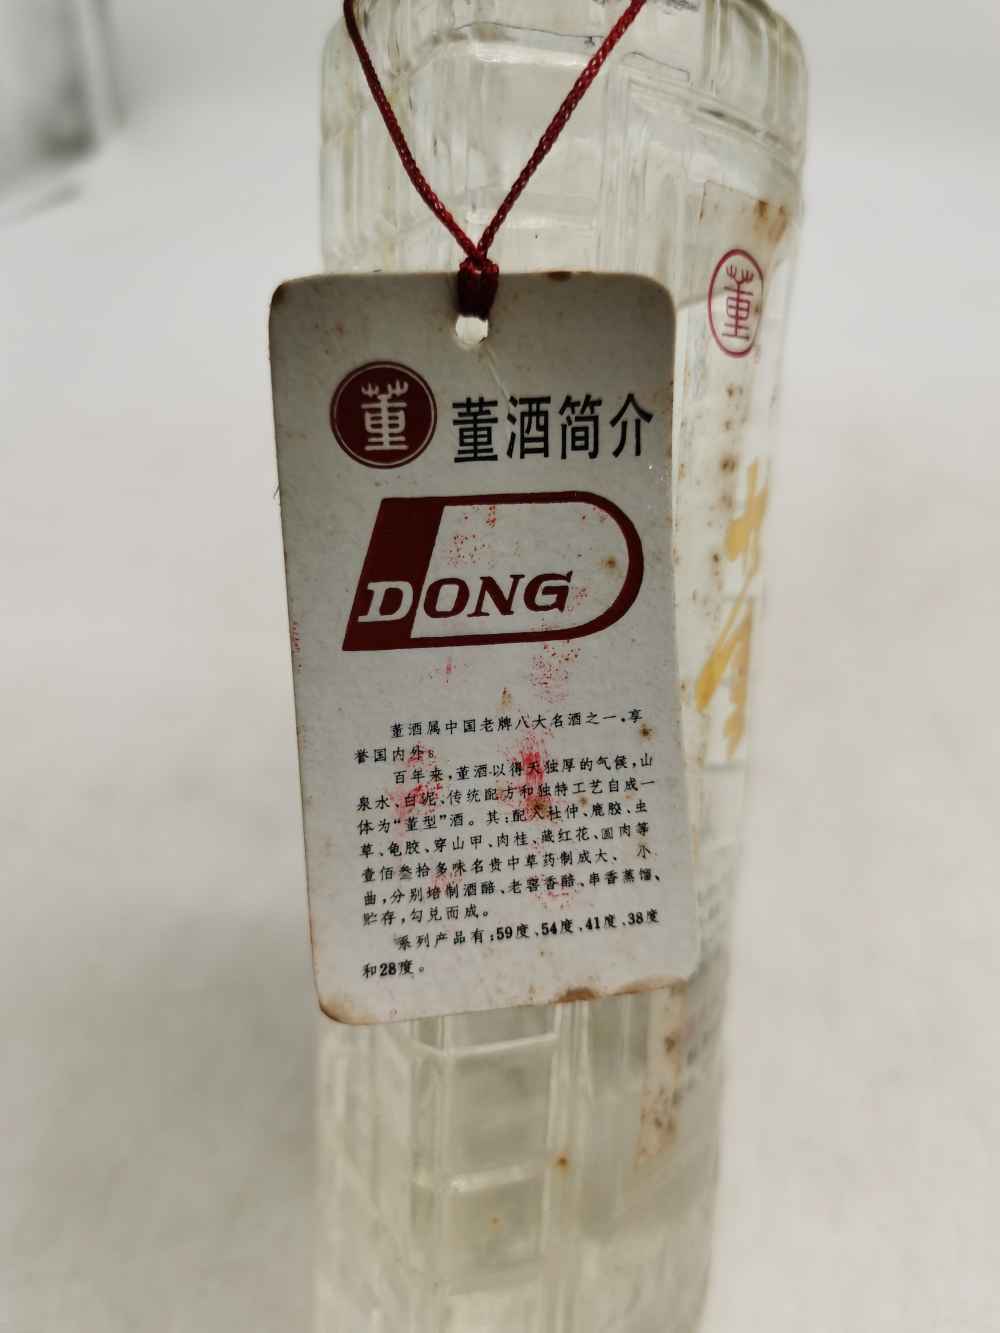 董
董酒简介
DONG
董酒属中国老牌八大名酒之一,享
誉国内外。
百年来,董酒以得天独厚的气候,山
泉水、白泥、传统配方和独特工艺自成一
体为“董型”酒。其:配入杜仲、鹿胶、虫
草、龟胶、穿山甲、肉桂、藏红花、圆肉等
壹佰叁拾多味名贵中草药制成大、小
曲,分别培制酒醅、老窖香醅、串香蒸馏、
贮存,勾兑而成。
系列产品有:59度、54度、41度、38度
和28度。
董